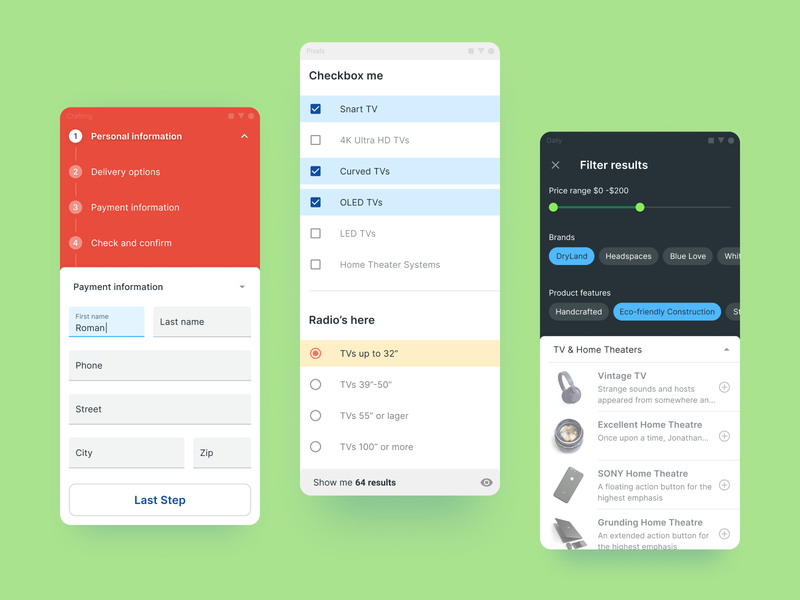 Crafting
1 Personal information
2 Delivery options
3 Payment information
4 Check and confirm
Payment information
First name
Roman
Last name
Phone
Street
City
Zip
Last Step
Pixels
Checkbox me
Snart TV
4K Ultra HD TVs
Curved TVs
OLED TVs
LED TVs
Home Theater Systems
Radio’s here
TVs up to 32”
TVs 39”-50”
TVs 55” or lager
TVs 100” or more
Show me 64 results
Daily
Filter results
Price range $0 -$200
Brands
DryLand Headspaces Blue Love Whit
Product features
Handcrafted Eco-friendly Construction St
TV & Home Theaters
Vintage TV
Strange sounds and hosts
appeared from somewhere an...
Excellent Home Theatre
Once upon a time, Jonathan...
SONY Home Theatre
A floating action button for the
highest emphasis
Grunding Home Theatre
An extended action button for
the highest emphasis